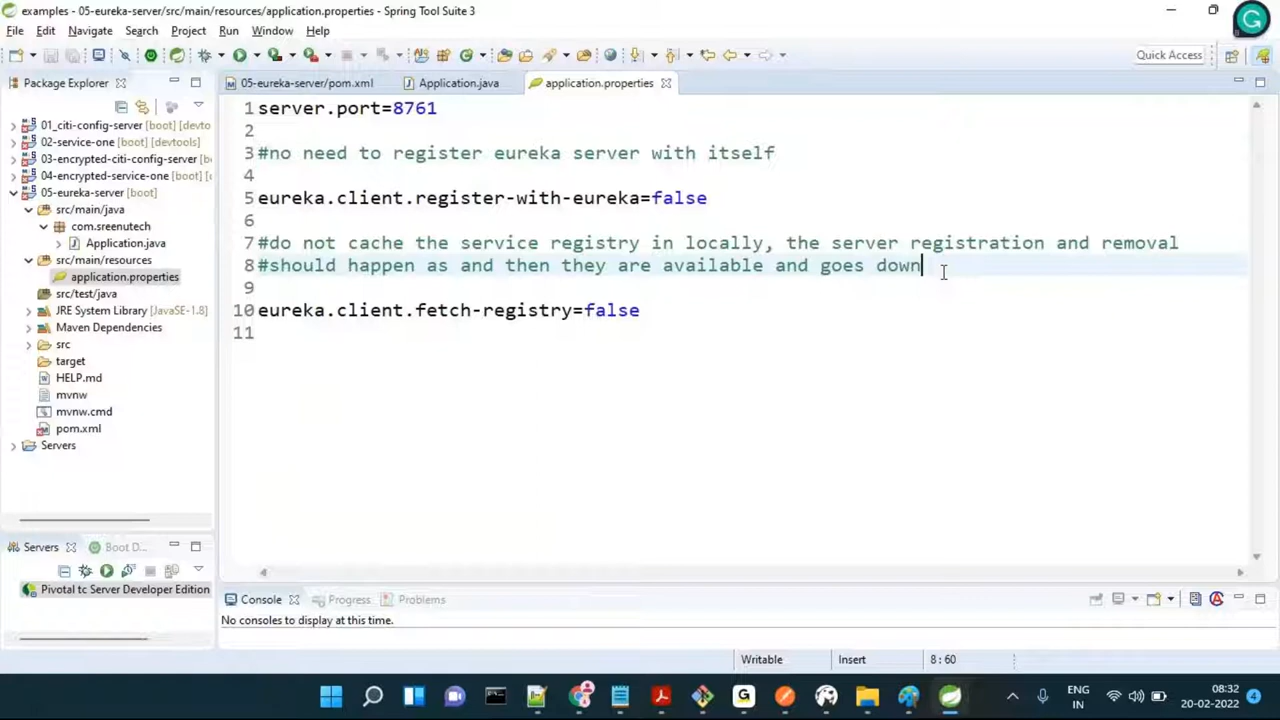 examples - 05-eureka-server/src/main/resources/application.properties - Spring Tool Suite 3
File Edit Navigate Search Project Run Window Help
Quick Access
Package Explorer
05-eureka-server/pom.xml Application.java application.properties
01_citi-config-server [boot] [devto
02-service-one [boot] [devtools]
03-encrypted-citi-config-server [bo
04-encrypted-service-one [boot] [d
05-eureka-server [boot]
src/main/java
com.sreenutech
Application.java
src/main/resources
application.properties
src/test/java
JRE System Library [JavaSE-1.8]
Maven Dependencies
src
target
HELP.md
mvnw
mvnw.cmd
pom.xml
Servers
1 server.port=8761
2
3 #no need to register eureka server with itself
4
5 eureka.client.register-with-eureka=false
6
7 #do not cache the service registry in locally, the server registration and removal
8 #should happen as and then they are available and goes down
9
10 eureka.client.fetch-registry=false
11
Servers Boot D...
Pivotal tc Server Developer Edition
Console Progress Problems
No consoles to display at this time.
Writable Insert 8 : 60
ENG
IN
08:32
20-02-2022
4